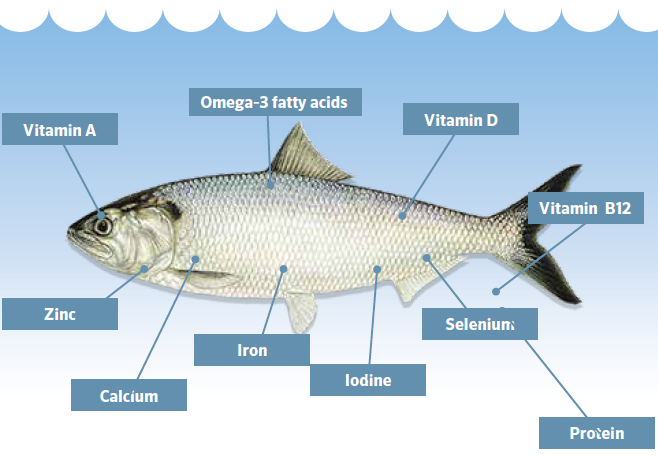 Omega-3 fatty acids
Vitamin A
Vitamin D
Vitamin B12
Zinc
Selenium
Iron
Iodine
Calcium
Protein